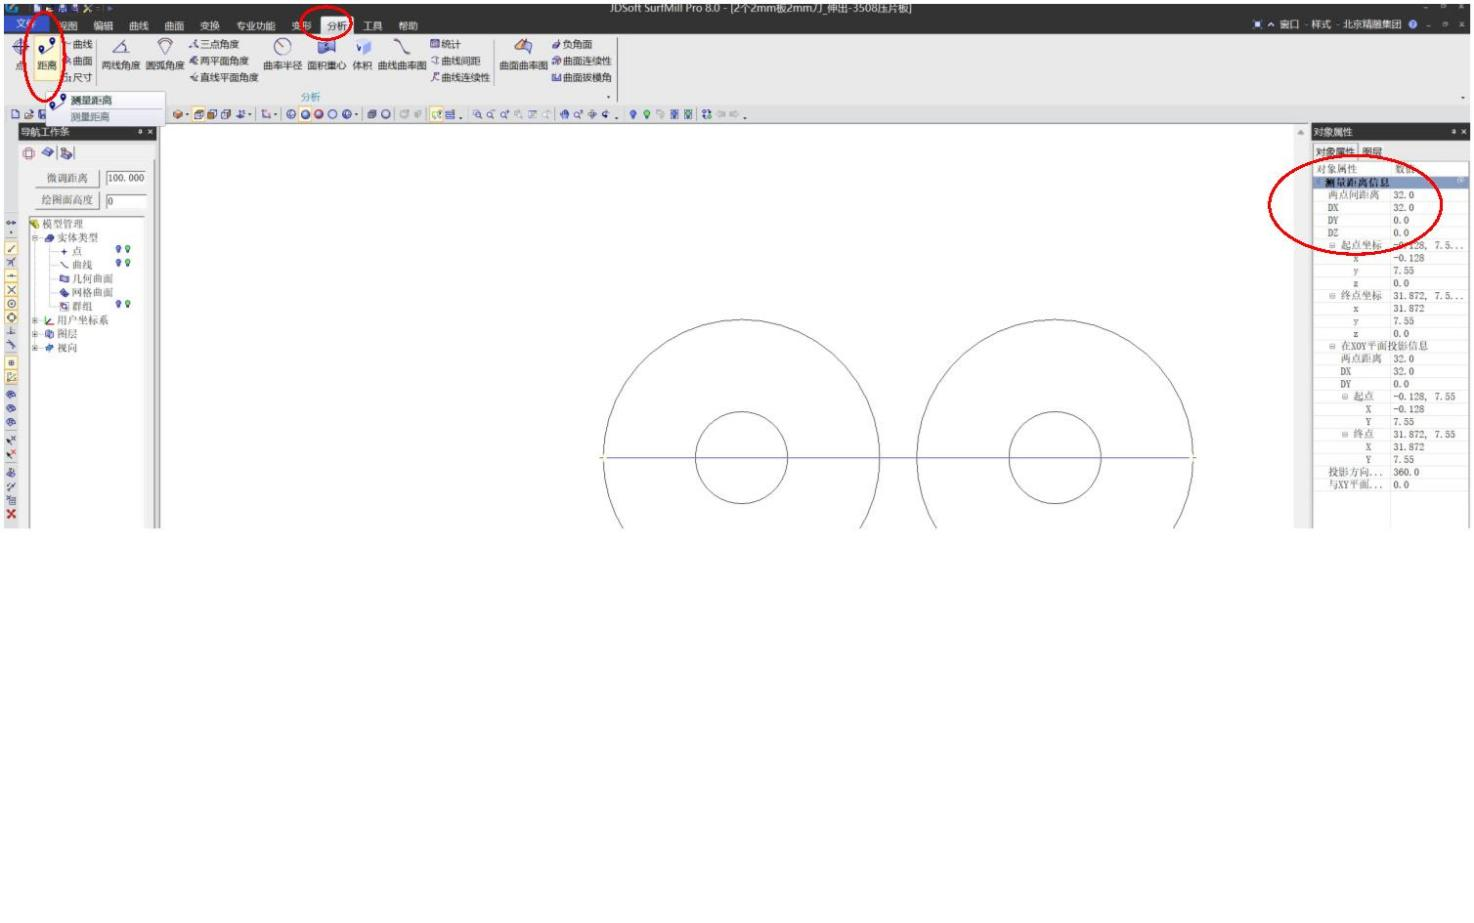 JDSoft SurfMill Pro 8.0 - [2个2mm板2mm刀_伸出-3508压片板]
文 视图 编辑 曲线 曲面 变换 专业功能 变形 分析 工具 帮助 窗口 样式 北京精雕集团
点 距离 曲线 曲面 尺寸 两线角度 圆弧角度 三点角度 两平面角度 直线平面角度 曲率半径 面积重心 体积 曲线曲率图 统计 曲线间距 曲线连续性 曲面曲率图 负角面 曲面连续性 曲面拔模角
分析
测量距离
测量距离
导航工作条
微调距离 100.000
绘图面高度 0
模型管理
实体类型
点
曲线
几何曲面
网格曲面
群组
用户坐标系
图层
视向
对象属性
对象属性 图层
对象属性 数值
测量距离信息
两点间距离 32.0
DX 32.0
DY 0.0
DZ 0.0
起点坐标 -0.128, 7.5...
x -0.128
y 7.55
z 0.0
终点坐标 31.872, 7.5...
x 31.872
y 7.55
z 0.0
在XOY平面投影信息
两点距离 32.0
DX 32.0
DY 0.0
起点 -0.128, 7.55
X -0.128
Y 7.55
终点 31.872, 7.55
X 31.872
Y 7.55
投影方向... 360.0
与XY平面... 0.0